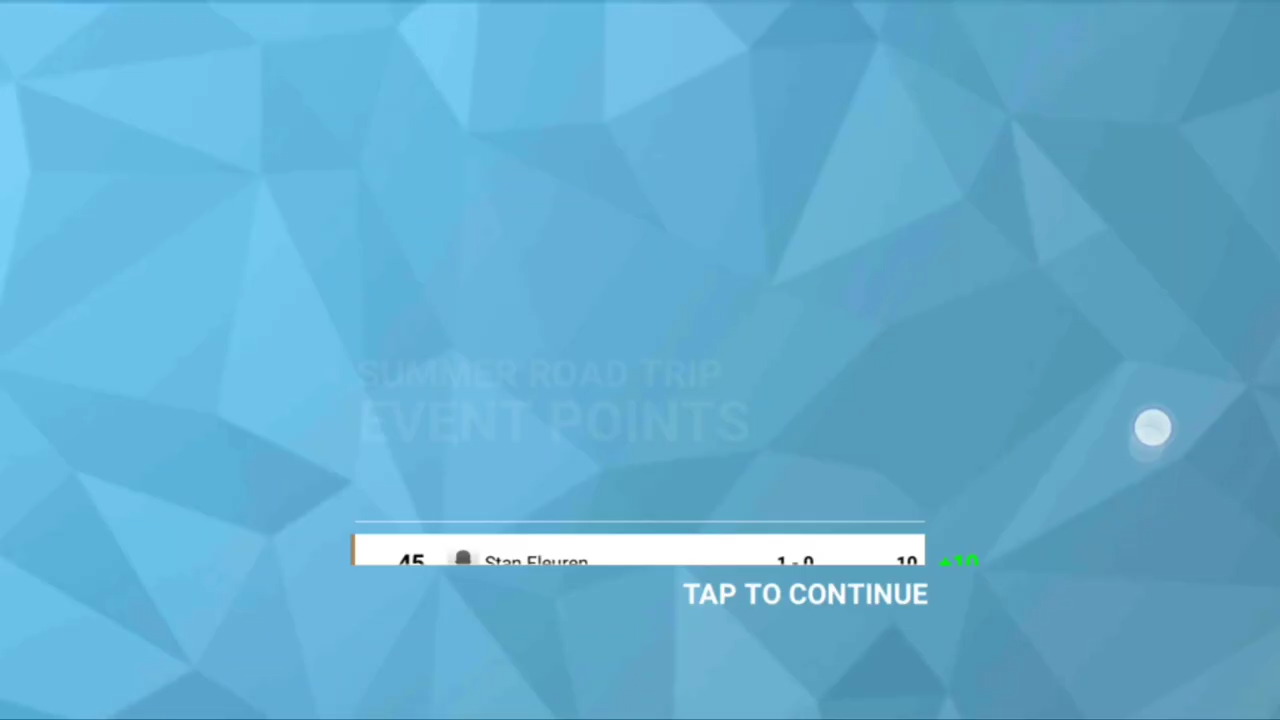 SUMMER ROAD TRIP
EVENT POINTS
45 Stan Fleuren 1 - 0 10 +10
TAP TO CONTINUE